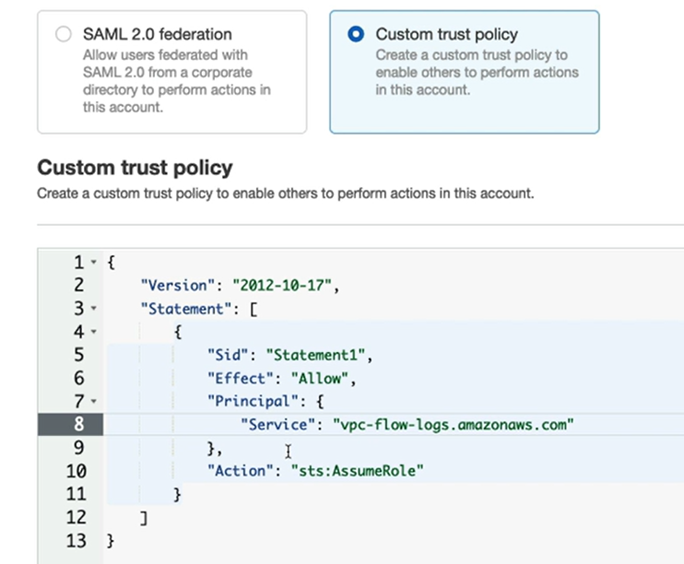 SAML 2.0 federation
Allow users federated with
SAML 2.0 from a corporate
directory to perform actions in
this account.
Custom trust policy
Create a custom trust policy to
enable others to perform actions
in this account.
Custom trust policy
Create a custom trust policy to enable others to perform actions in this account.
1 {
2 "Version": "2012-10-17",
3 "Statement": [
4 {
5 "Sid": "Statement1",
6 "Effect": "Allow",
7 "Principal": {
8 "Service": "vpc-flow-logs.amazonaws.com"
9 },
10 "Action": "sts:AssumeRole"
11 }
12 ]
13 }